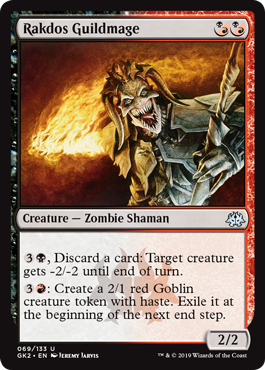 Rakdos Guildmage
Creature — Zombie Shaman
3, Discard a card: Target creature
gets -2/-2 until end of turn.
3: Create a 2/1 red Goblin
creature token with haste. Exile it at
the beginning of the next end step.
2/2
069/133 U
GK2 • EN Jeremy Jarvis
™ & © 2019 Wizards of the Coast